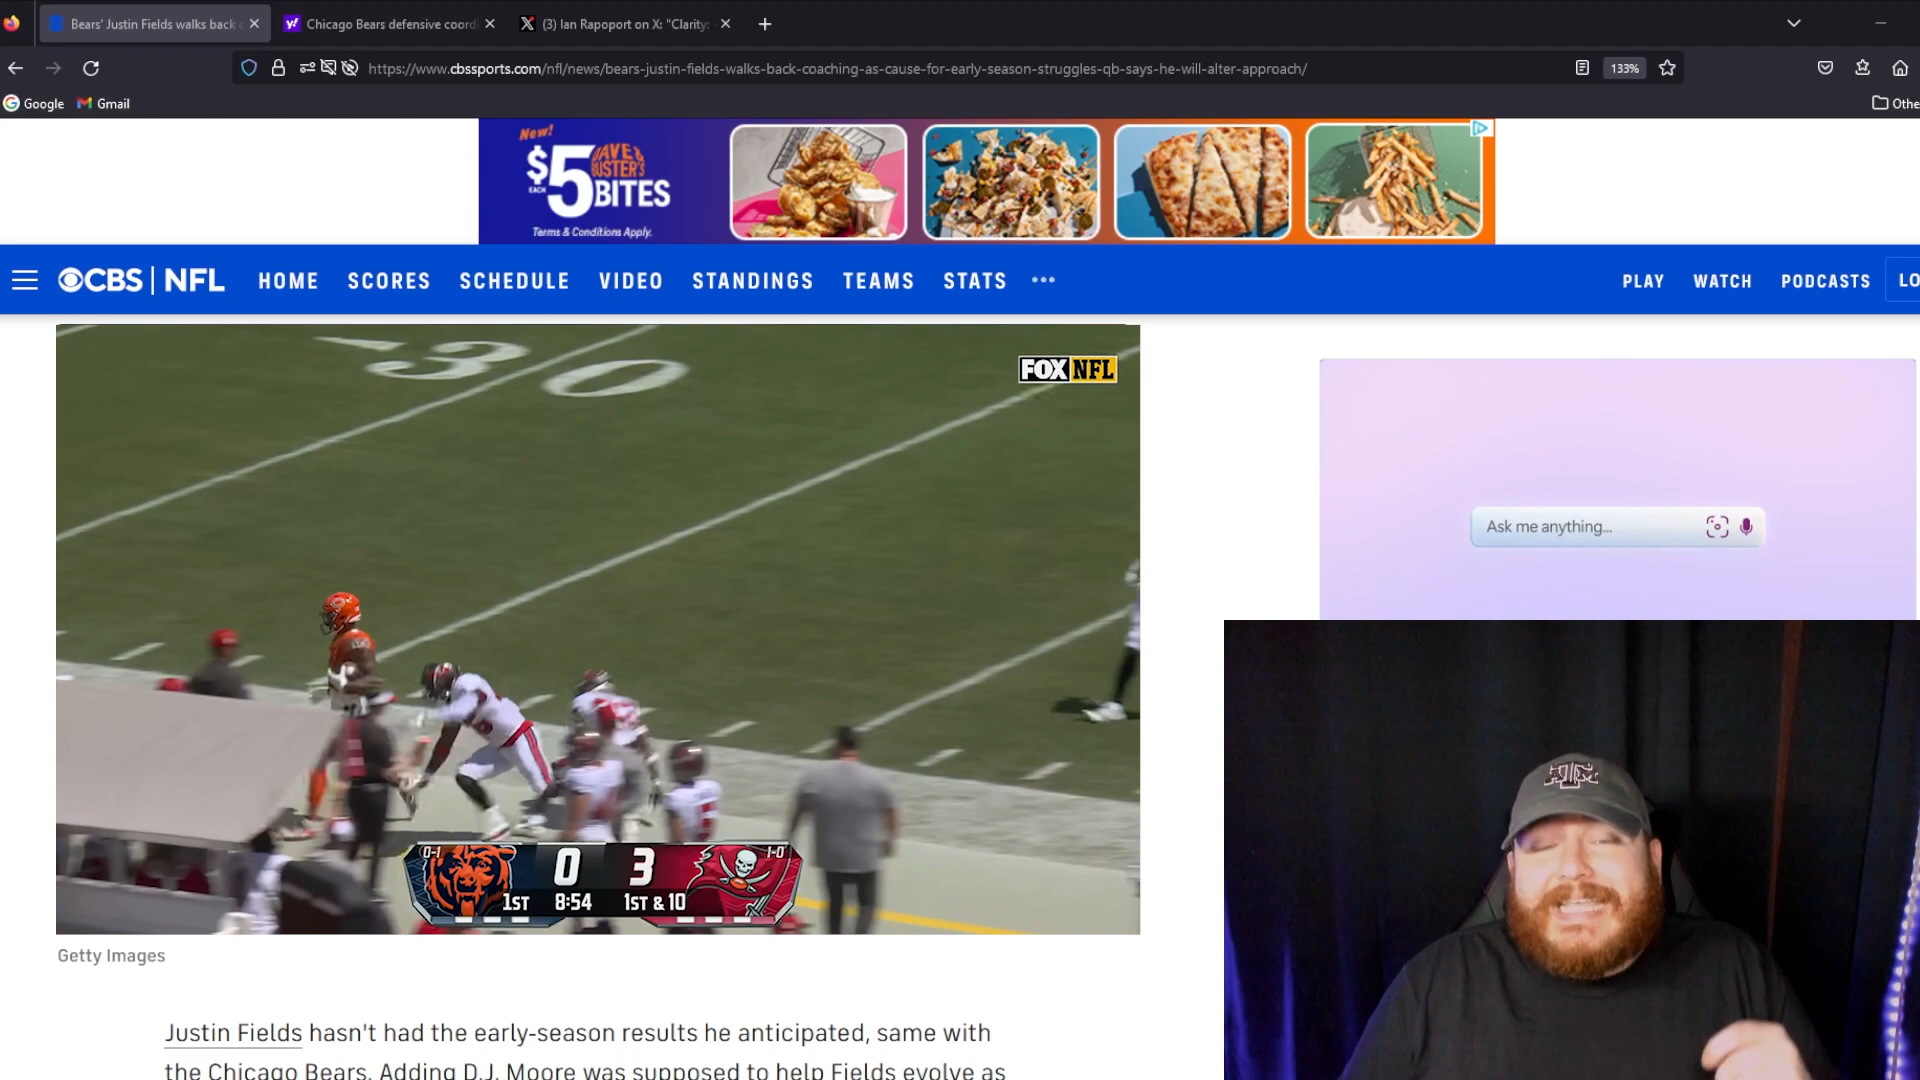 Bears' Justin Fields walks back c
Chicago Bears defensive coord
(3) Ian Rapoport on X: "Clarity:
https://www.cbssports.com/nfl/news/bears-justin-fields-walks-back-coaching-as-cause-for-early-season-struggles-qb-says-he-will-alter-approach/
133%
Google
Gmail
Othe
New!
$5 EACH
DAVE & BUSTER'S
BITES
Terms & Conditions Apply.
CBS | NFL HOME SCORES SCHEDULE VIDEO STANDINGS TEAMS STATS ••• PLAY WATCH PODCASTS LO
3 0
FOX NFL
Ask me anything...
0-1 0 3 1-0
1ST 8:54 1ST & 10
Getty Images
Justin Fields hasn't had the early-season results he anticipated, same with
the Chicago Bears. Adding D.J. Moore was supposed to help Fields evolve as